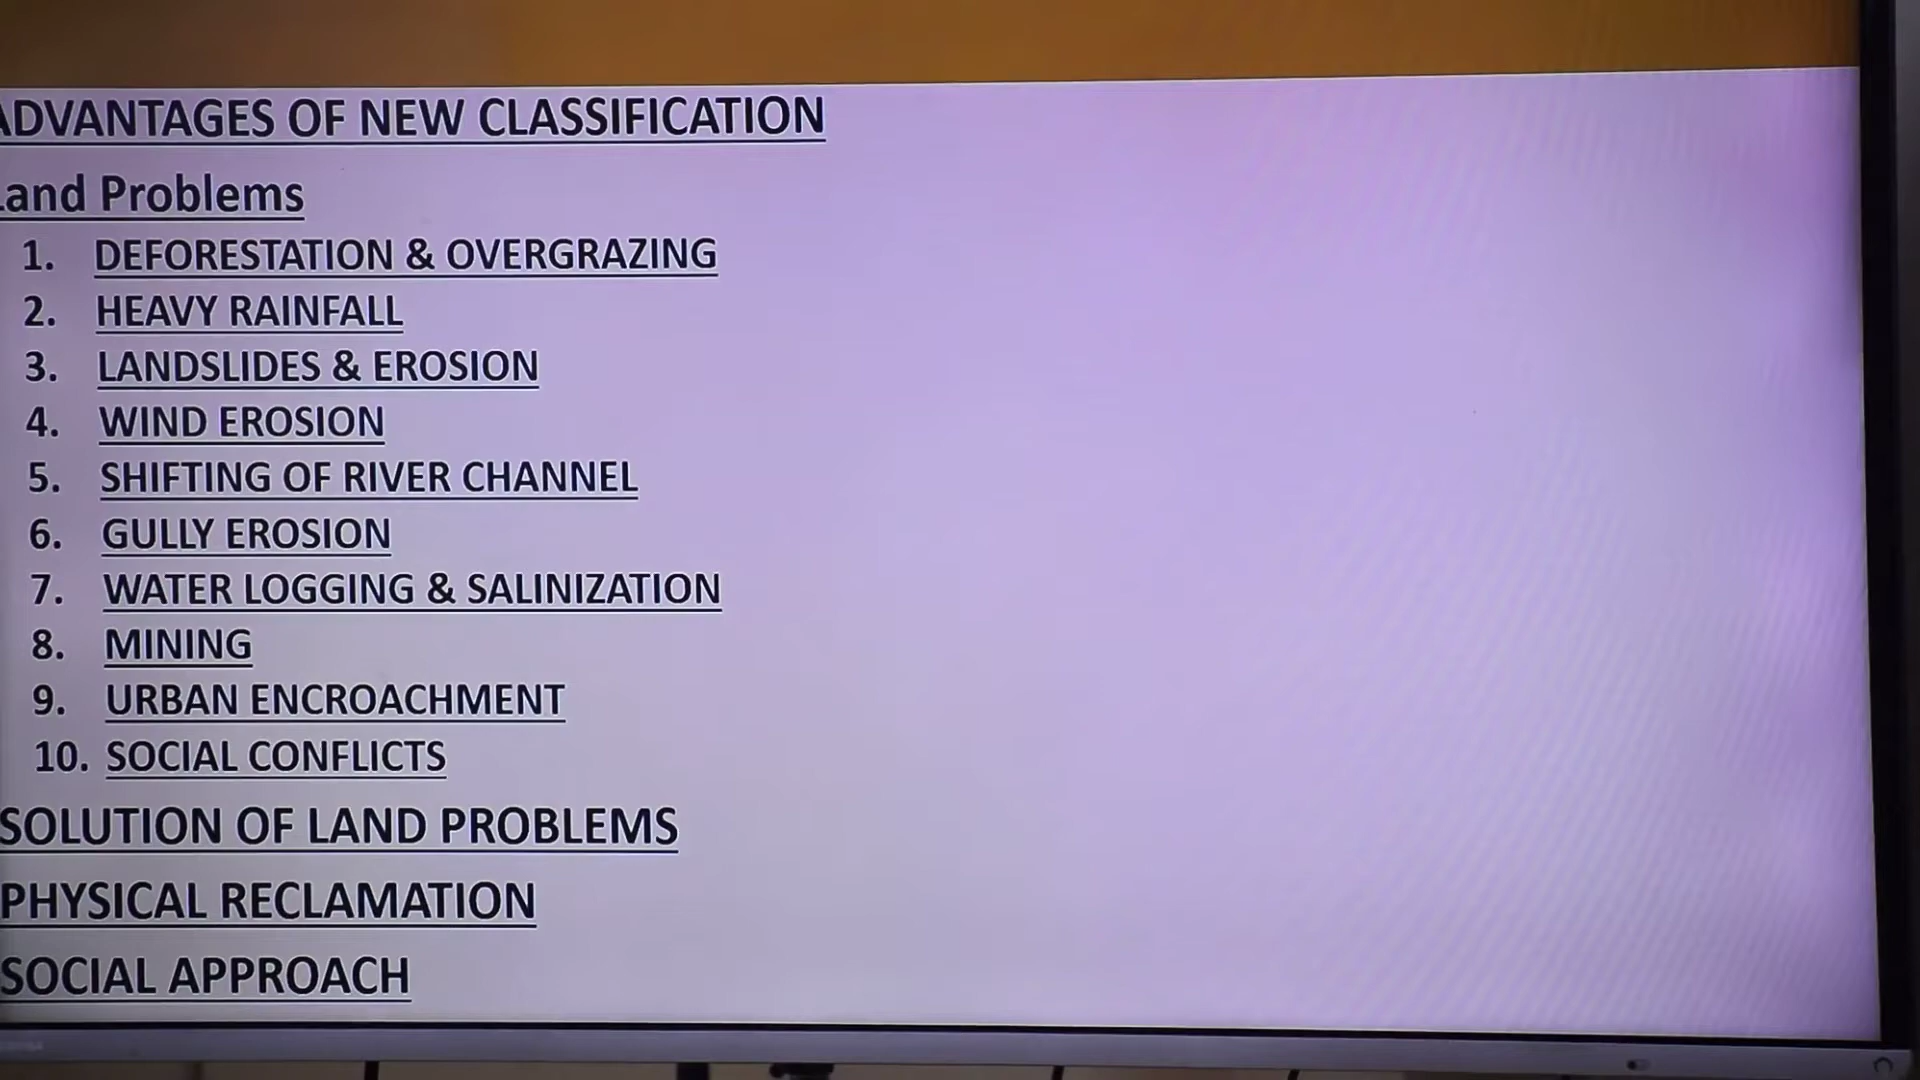 ADVANTAGES OF NEW CLASSIFICATION
Land Problems
1. DEFORESTATION & OVERGRAZING
2. HEAVY RAINFALL
3. LANDSLIDES & EROSION
4. WIND EROSION
5. SHIFTING OF RIVER CHANNEL
6. GULLY EROSION
7. WATER LOGGING & SALINIZATION
8. MINING
9. URBAN ENCROACHMENT
10. SOCIAL CONFLICTS
SOLUTION OF LAND PROBLEMS
PHYSICAL RECLAMATION
SOCIAL APPROACH